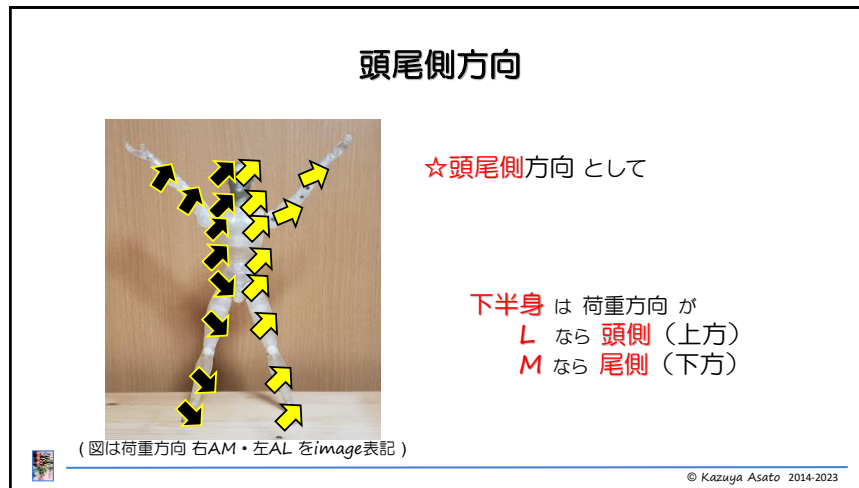 頭尾側方向
☆頭尾側方向 として
下半身 は 荷重方向 が
L なら 頭側（上方）
M なら 尾側（下方）
( 図は荷重方向 右AM・左AL をimage表記 )
© Kazuya Asato 2014-2023